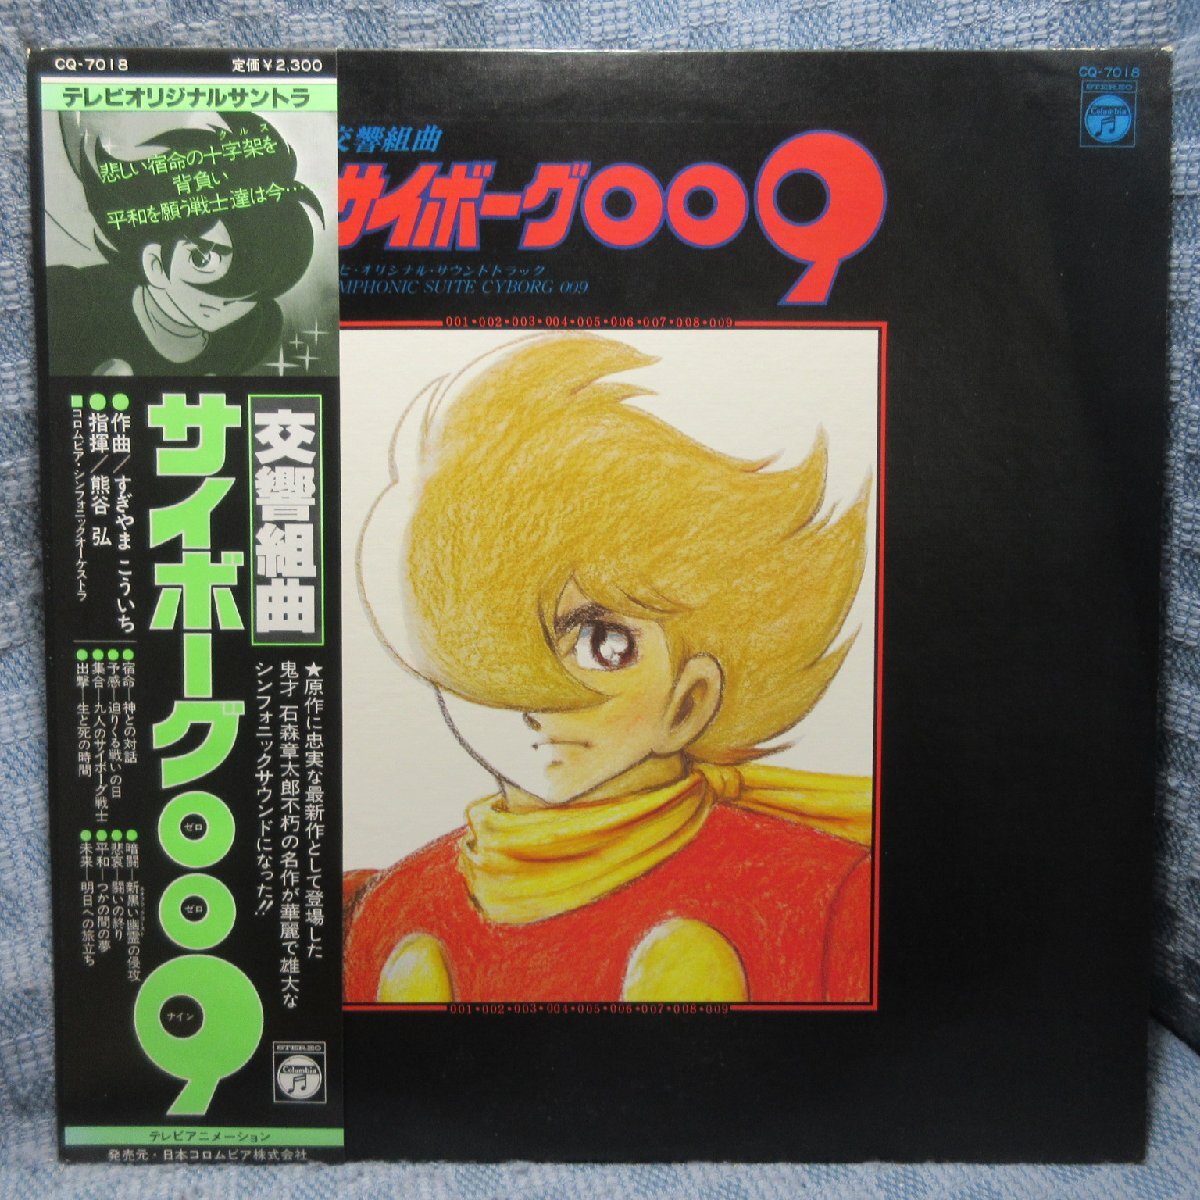 CQ-7018 定価¥2,300
テレビオリジナルサントラ
悲しい宿命の十字架を
クルス
背負い
平和を願う戦士達は今…
交響組曲
サイボーグ009
ゼロ
ゼロ
ナイン
●作曲/すぎやま こういち
●指揮/熊谷 弘
■コロムビア・シンフォニックオーケストラ
★原作に忠実な最新作として登場した
鬼才 石森章太郎不朽の名作が華麗で雄大な
シンフォニックサウンドになった!!
●宿命—神との対話
●予感—迫りくる戦いの日
●集合—九人のサイボーグ戦士
●出撃—生と死の時間
●暗闘—新黒い幽霊の侵攻
●悲哀—闘いの終り
●平和—つかの間の夢
●未来—明日への旅立ち
STEREO
Columbia
テレビアニメーション
発売元・日本コロムビア株式会社
CQ-7018
STEREO
Columbia
交響組曲
サイボーグ009
ビ・オリジナル・サウンドトラック
MPHONIC SUITE CYBORG 009
001•002•003•004•005•006•007•008•009
001•002•003•004•005•006•007•008•009